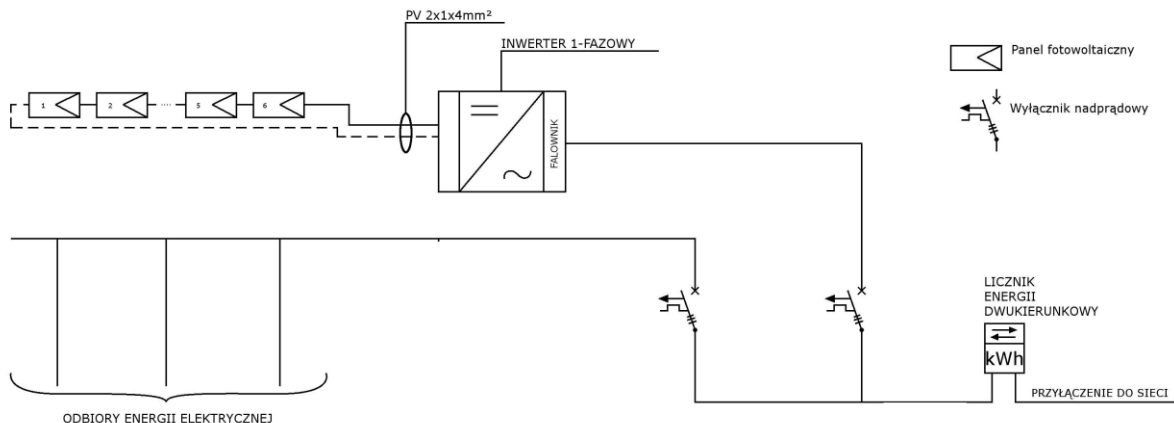 PV 2x1x4mm²
INWERTER 1-FAZOWY
Panel fotowoltaiczny
1 2 5 6
Wyłącznik nadprądowy
FALOWNIK
LICZNIK
ENERGII
DWUKIERUNKOWY
kWh
PRZYŁĄCZENIE DO SIECI
ODBIORY ENERGII ELEKTRYCZNEJ